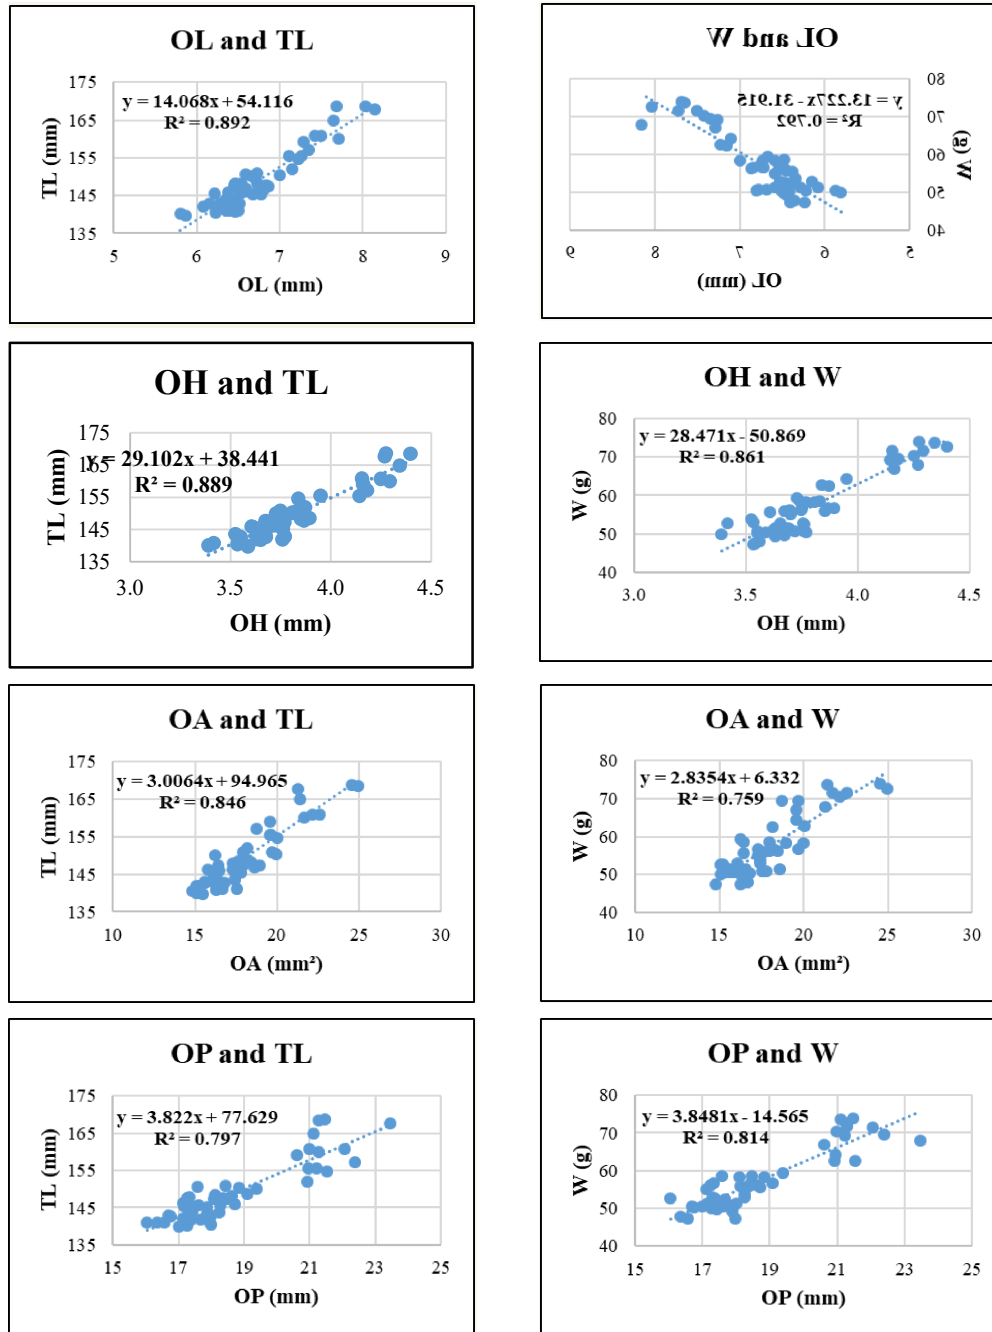 OL and TL
y = 14.068x + 54.116
R² = 0.892
175
165
155
145
135
TL (mm)
5 6 7 8 9
OL (mm)
OL and W
y = 13.227x - 31.915
R² = 0.792
80
70
60
50
40
W (g)
9 8 7 6 5
OL (mm)
OH and TL
y = 29.102x + 38.441
R² = 0.889
175
165
155
145
135
TL (mm)
3.0 3.5 4.0 4.5
OH (mm)
OH and W
y = 28.471x - 50.869
R² = 0.861
80
70
60
50
40
W (g)
3.0 3.5 4.0 4.5
OH (mm)
OA and TL
y = 3.0064x + 94.965
R² = 0.846
175
165
155
145
135
TL (mm)
10 15 20 25 30
OA (mm²)
OA and W
y = 2.8354x + 6.332
R² = 0.759
80
70
60
50
40
W (g)
10 15 20 25 30
OA (mm²)
OP and TL
y = 3.822x + 77.629
R² = 0.797
175
165
155
145
135
TL (mm)
15 17 19 21 23 25
OP (mm)
OP and W
y = 3.8481x - 14.565
R² = 0.814
80
70
60
50
40
W (g)
15 17 19 21 23 25
OP (mm)